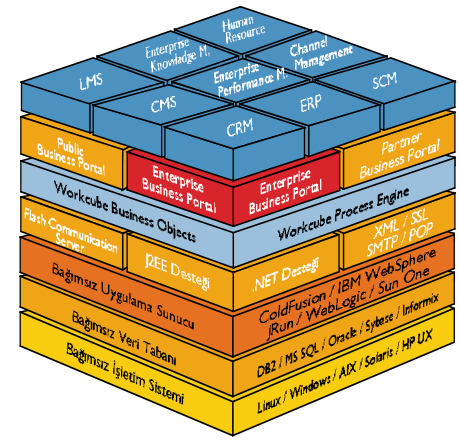 Human
Resource
Enterprise
Knowladge M.
Channel
Management
LMS
Enterprise
Performance M.
SCM
CMS
ERP
CRM
Public
Business Portal
Enterprise
Business Portal
Enterprise
Business Portal
Partner
Business Portal
Workcube Business Objects
Workcube Process Engine
Flash Communication
Server
J2EE Desteği
.NET Desteği
XML / SSL
SMTP / POP
Bağımsız Uygulama Sunucu
ColdFusion / IBM WebSphere
jRun / WebLogic / Sun One
Bağımsız Veri Tabanı
DB2 / MS SQL / Oracle / Sybese / Informix
Bağımsız İşletim Sistemi
Linux / Windows / AIX / Solaris / HP UX